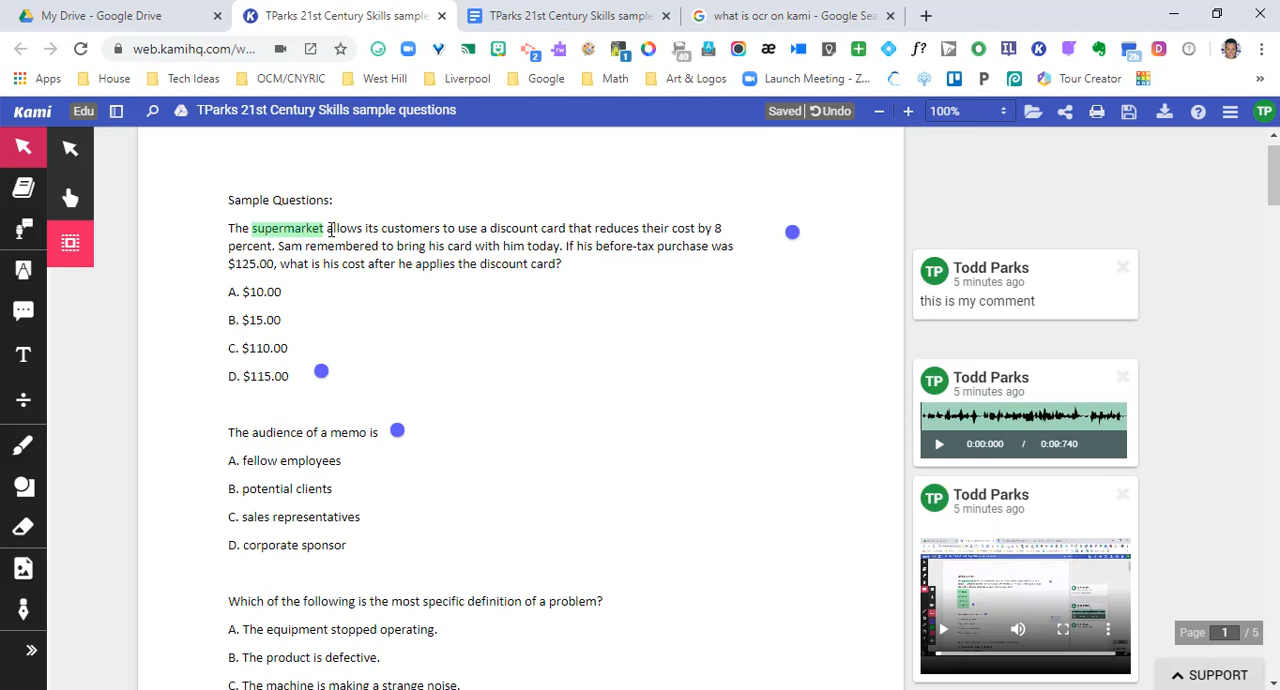 My Drive - Google Drive
TParks 21st Century Skills sample
TParks 21st Century Skills sample
what is ocr on kami - Google Sea
web.kamihq.com/w...
Apps
House
Tech Ideas
OCM/CNYRIC
West Hill
Liverpool
Google
Math
Art & Logos
Launch Meeting - Z...
Tour Creator
Kami
Edu
TParks 21st Century Skills sample questions
Saved
Undo
100%
TP
Sample Questions:
The supermarket allows its customers to use a discount card that reduces their cost by 8
percent. Sam remembered to bring his card with him today. If his before-tax purchase was
$125.00, what is his cost after he applies the discount card?
A. $10.00
B. $15.00
C. $110.00
D. $115.00
The audience of a memo is
A. fellow employees
B. potential clients
C. sales representatives
D. corporate sponsor
Which of the following is the most specific definition of a problem?
A. The equipment stopped operating.
B. The product is defective.
C. The machine is making a strange noise.
TP
Todd Parks
5 minutes ago
this is my comment
TP
Todd Parks
5 minutes ago
0:00:000 / 0:09:740
TP
Todd Parks
5 minutes ago
Page 1 / 5
SUPPORT